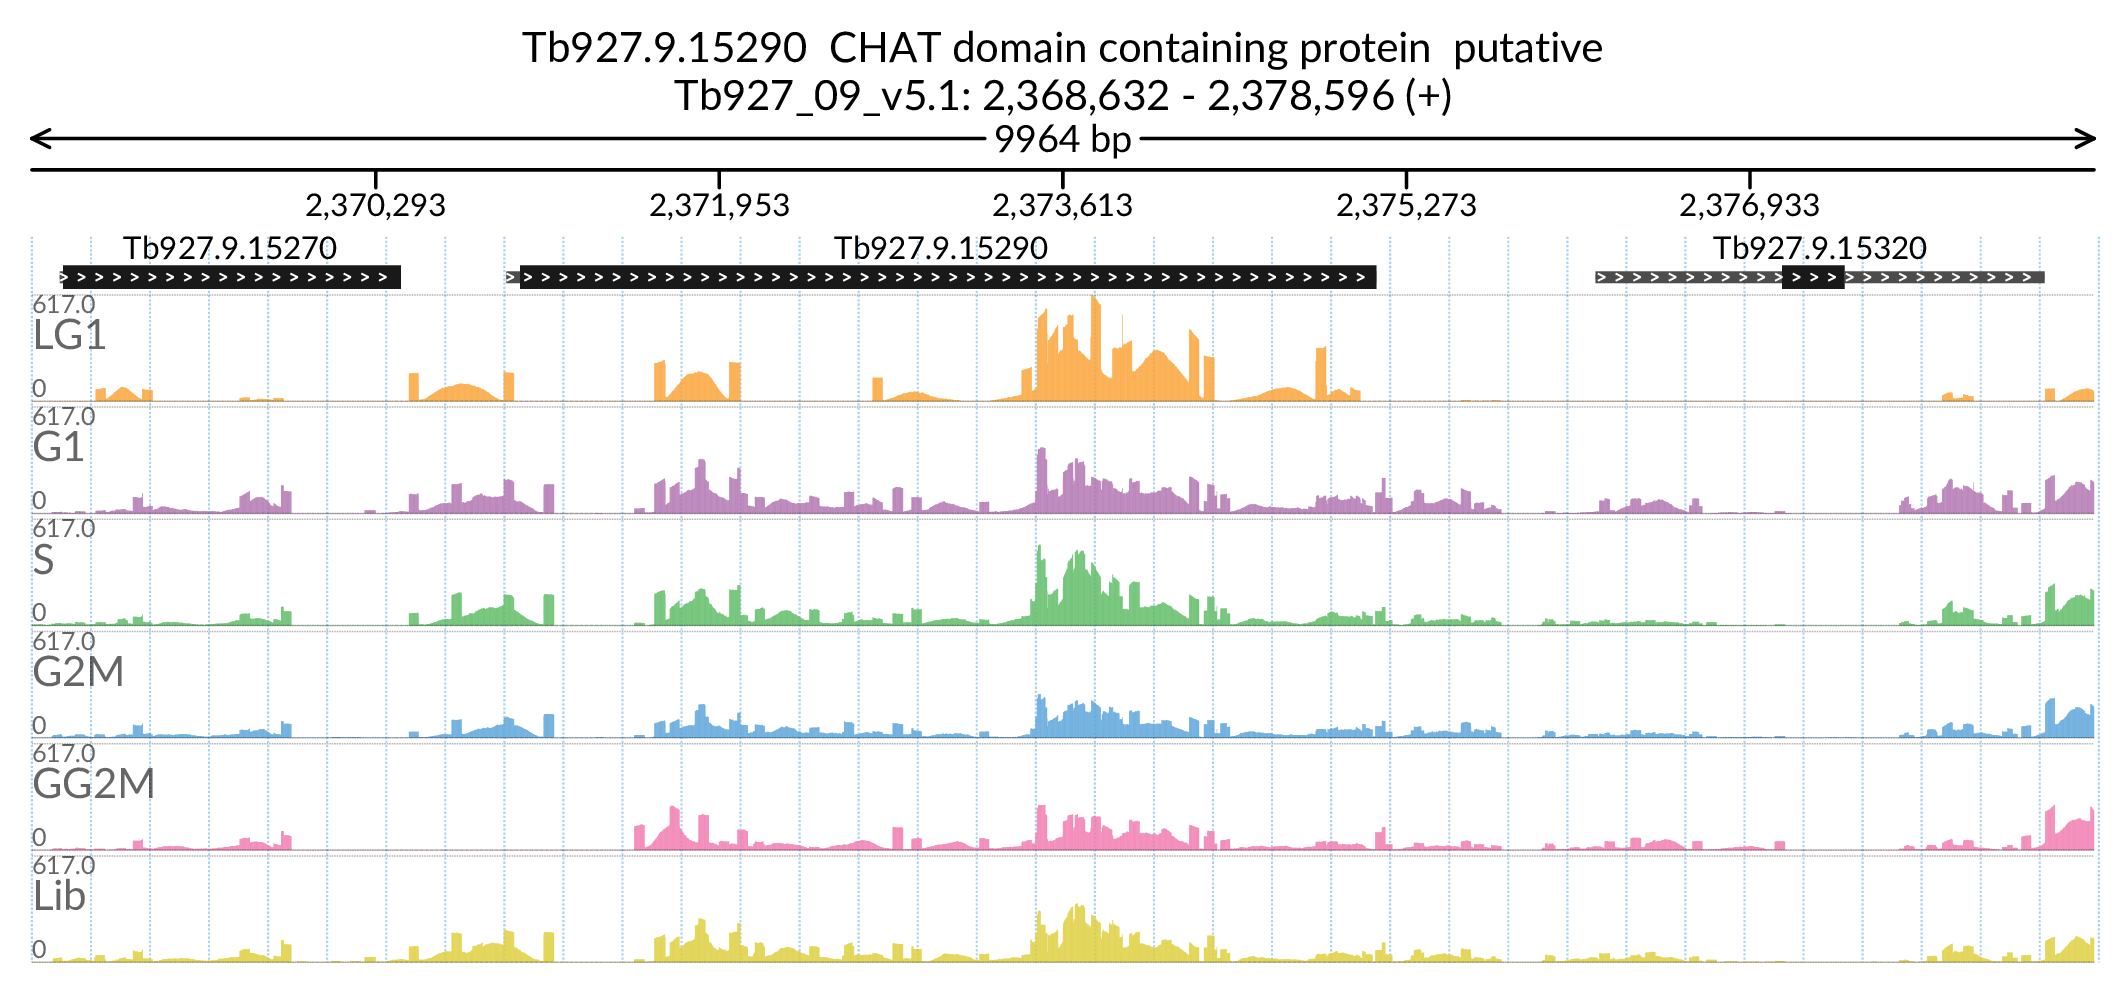 Tb927.9.15290  CHAT domain containing protein  putative
Tb927_09_v5.1: 2,368,632 - 2,378,596 (+)
9964 bp
2,370,293 2,371,953 2,373,613 2,375,273 2,376,933
Tb927.9.15270 Tb927.9.15290 Tb927.9.15320
617.0
LG1
0
617.0
G1
0
617.0
S
0
617.0
G2M
0
617.0
GG2M
0
617.0
Lib
0